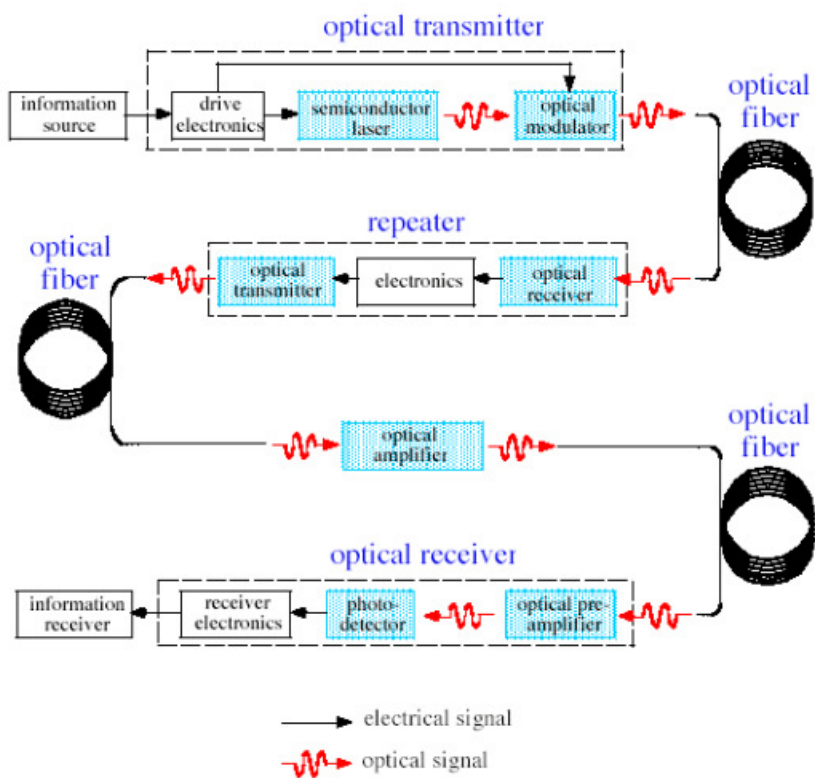 optical transmitter
information
source
drive
electronics
semiconductor
laser
optical
modulator
optical
fiber
repeater
optical
fiber
optical
transmitter
electronics
optical
receiver
optical
amplifier
optical
fiber
optical receiver
information
receiver
receiver
electronics
photo-
detector
optical pre-
amplifier
electrical signal
optical signal